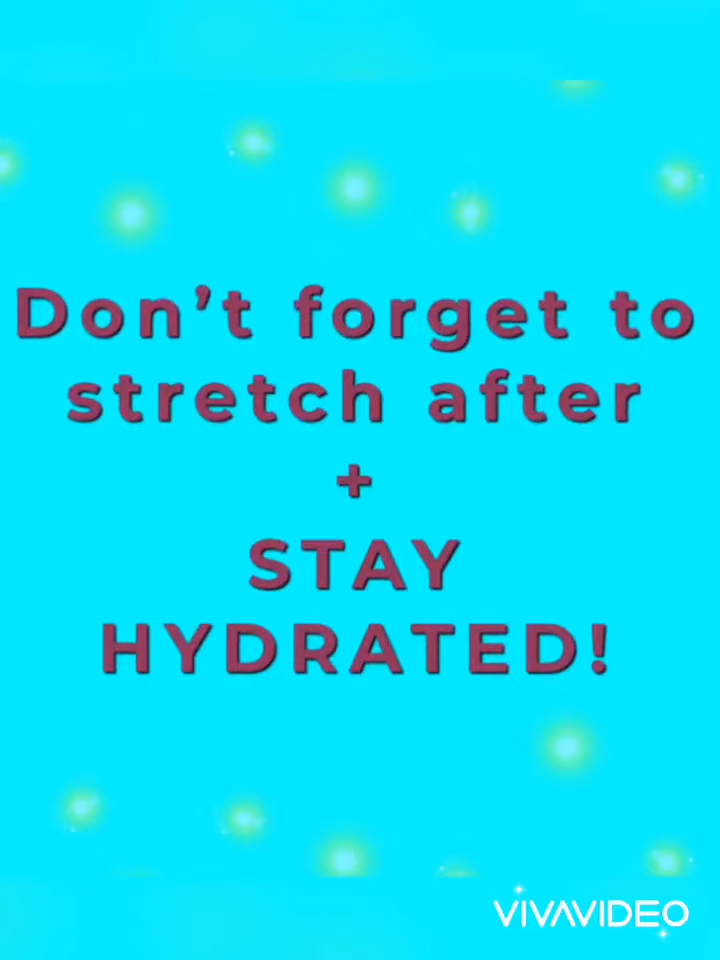 Don’t forget to
stretch after
+
STAY
HYDRATED!
VIVAVIDEO